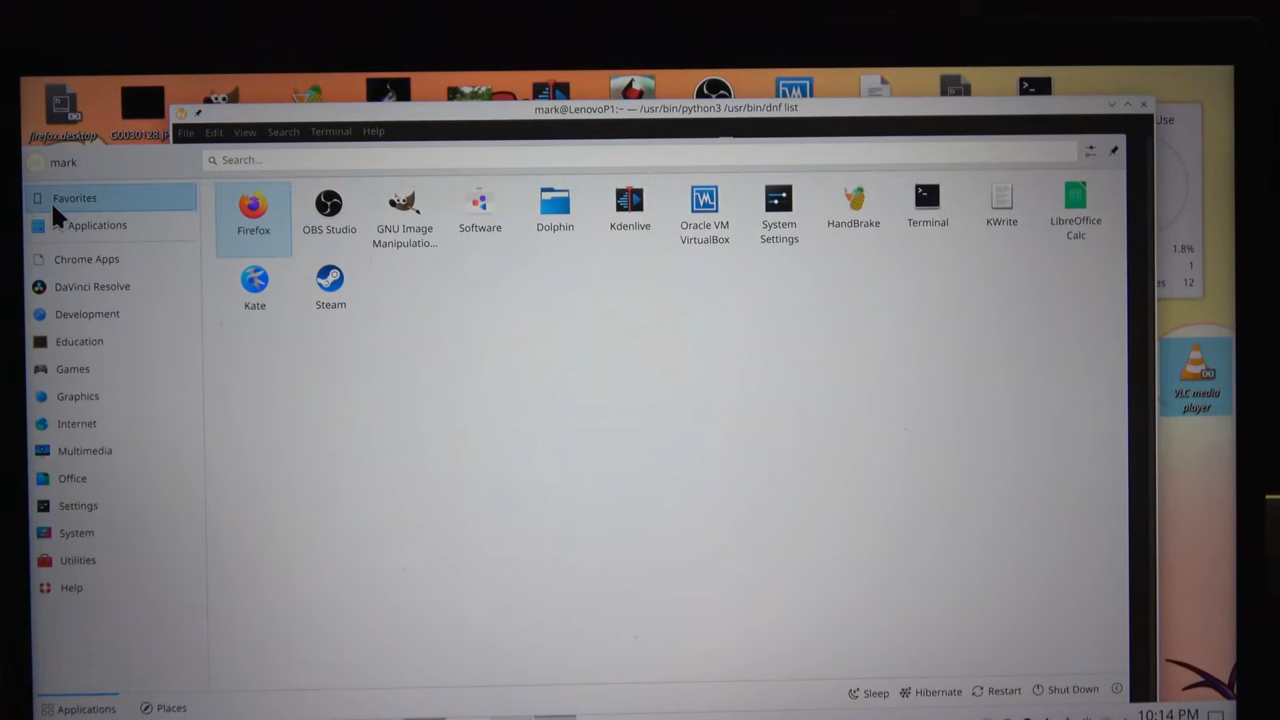 firefox.desktop
G0030128.JP
mark@LenovoP1:~ — /usr/bin/python3 /usr/bin/dnf list
File Edit View Search Terminal Help
mark
Search...
Favorites
Applications
Chrome Apps
DaVinci Resolve
Development
Education
Games
Graphics
Internet
Multimedia
Office
Settings
System
Utilities
Help
Firefox
OBS Studio
GNU Image
Manipulatio...
Software
Dolphin
Kdenlive
Oracle VM
VirtualBox
System
Settings
HandBrake
Terminal
KWrite
LibreOffice
Calc
Kate
Steam
Use
1.8%
1
es 12
VLC media
player
Sleep Hibernate Restart Shut Down
Applications Places
10:14 PM